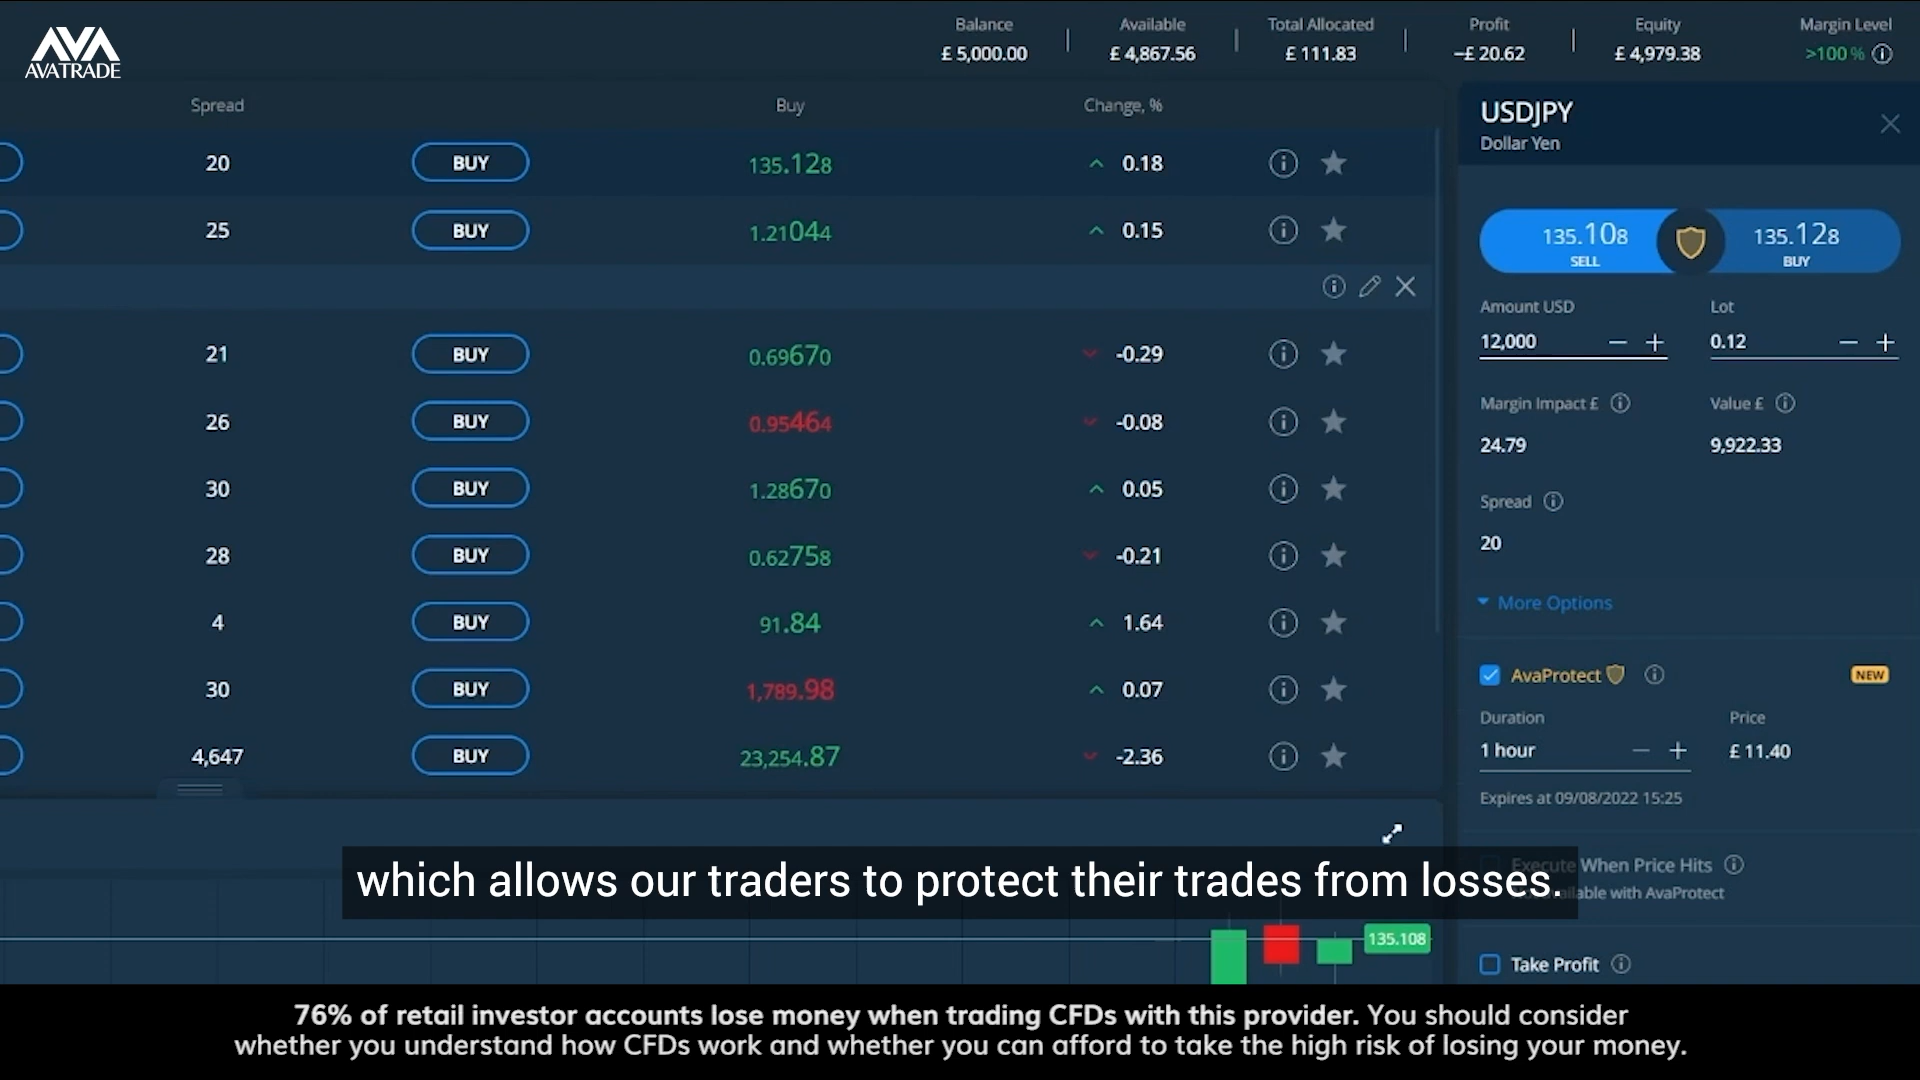 AVATRADE
Balance Available Total Allocated Profit Equity Margin Level
£ 5,000.00 £ 4,867.56 £ 111.83 –£ 20.62 £ 4,979.38 >100 %
Spread Buy Change, %
20 BUY 135.128 0.18
25 BUY 1.21044 0.15
21 BUY 0.69670 -0.29
26 BUY 0.95464 -0.08
30 BUY 1.28670 0.05
28 BUY 0.62758 -0.21
4 BUY 91.84 1.64
30 BUY 1,789.98 0.07
4,647 BUY 23,254.87 -2.36
USDJPY
Dollar Yen
135.108 135.128
SELL BUY
Amount USD Lot
12,000 0.12
Margin Impact £ Value £
24.79 9,922.33
Spread
20
More Options
AvaProtect NEW
Duration Price
1 hour £ 11.40
Expires at 09/08/2022 15:25
Execute When Price Hits
with AvaProtect
Take Profit
135.108
which allows our traders to protect their trades from losses.
76% of retail investor accounts lose money when trading CFDs with this provider. You should consider
whether you understand how CFDs work and whether you can afford to take the high risk of losing your money.